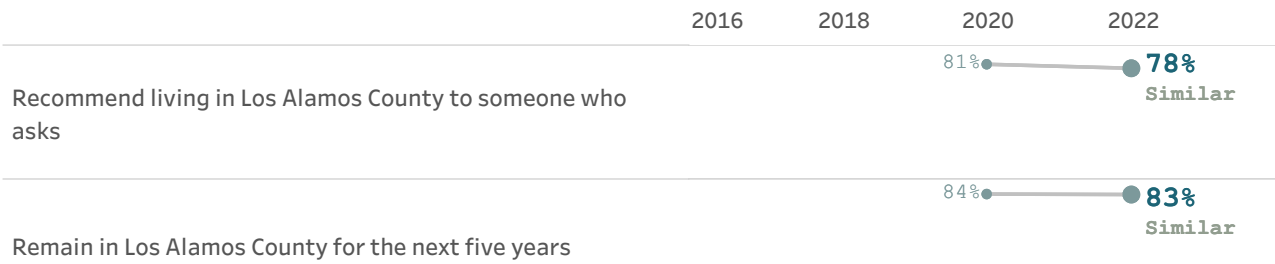 2016 2018 2020 2022
81% 78%
Similar
Recommend living in Los Alamos County to someone who
asks
84% 83%
Similar
Remain in Los Alamos County for the next five years